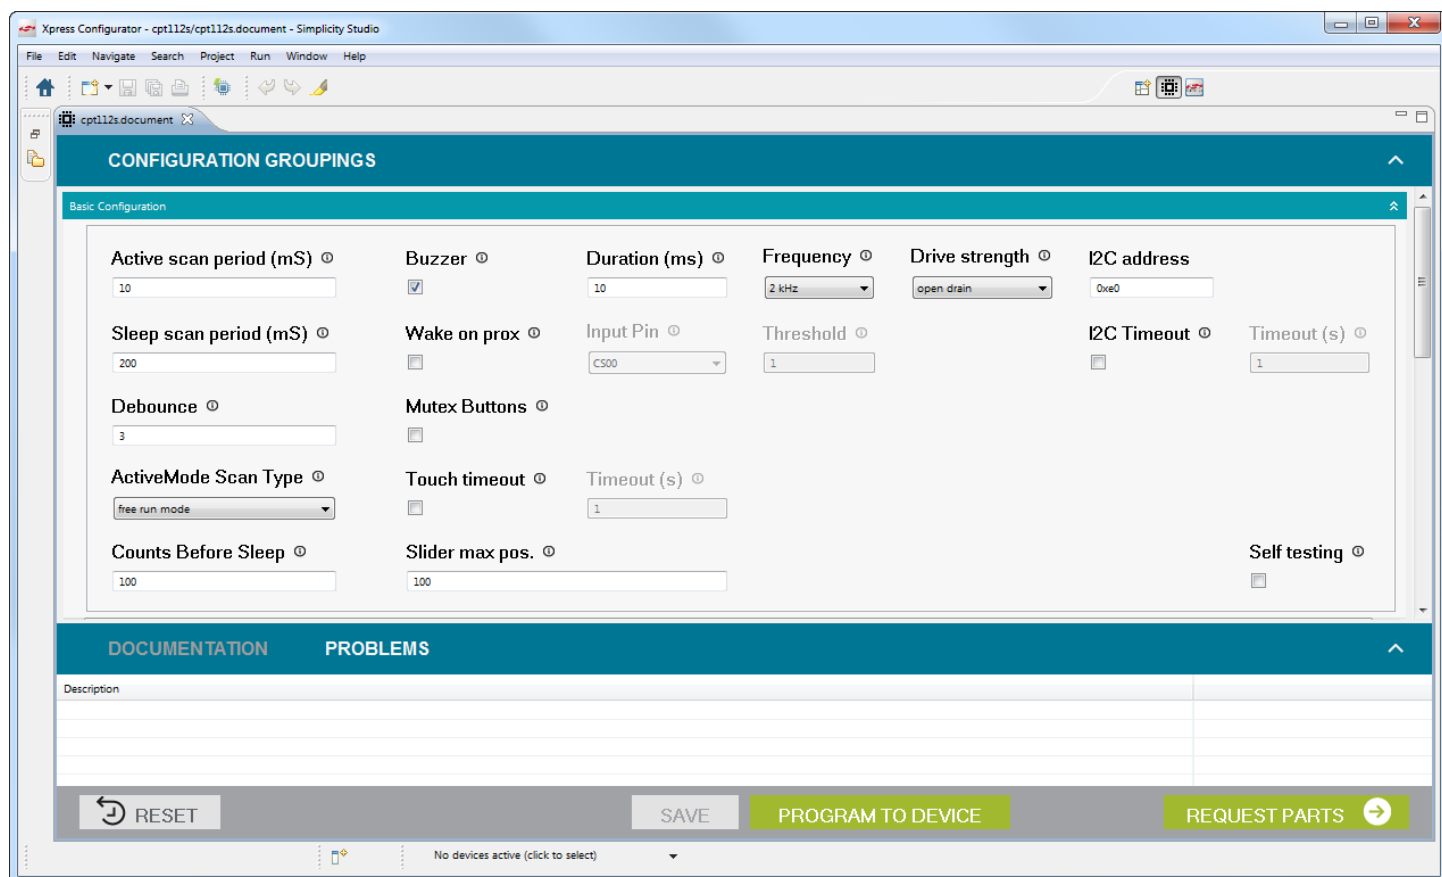 Xpress Configurator - cpt112s/cpt112s.document - Simplicity Studio
File Edit Navigate Search Project Run Window Help
cpt112s.document
CONFIGURATION GROUPINGS
Basic Configuration
Active scan period (mS) Buzzer Duration (ms) Frequency Drive strength I2C address
10 10 2 kHz open drain 0xe0
Sleep scan period (mS) Wake on prox Input Pin Threshold I2C Timeout Timeout (s)
200 CS00 1 1
Debounce Mutex Buttons
3
ActiveMode Scan Type Touch timeout Timeout (s)
free run mode 1
Counts Before Sleep Slider max pos. Self testing
100 100
DOCUMENTATION PROBLEMS
Description
RESET SAVE PROGRAM TO DEVICE REQUEST PARTS
No devices active (click to select)